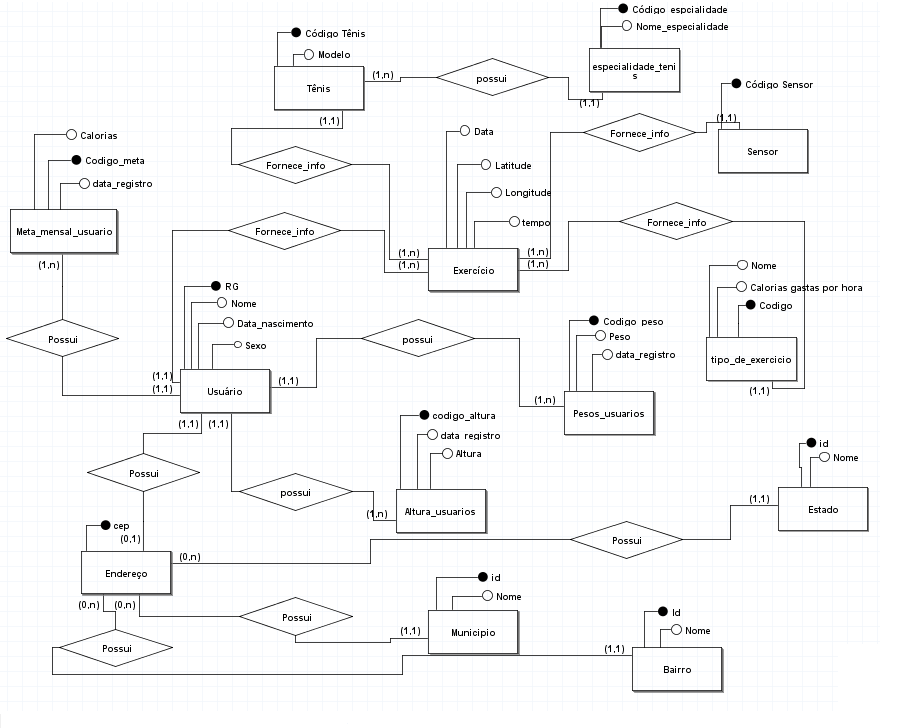 Código espcialidade
Nome_especialidade
Código Tênis
Modelo
especialidade_teni
s
(1,n)
possui
Tênis
(1,1)
Código Sensor
(1,1)
(1,1)
Calorias
Data
Fornece_info
Sensor
Codigo_meta
Fornece_info
Latitude
data_registro
Longitude
tempo
Fornece_info
Meta_mensal_usuario
Fornece_info
(1,n)
(1,n)
(1,n)
(1,n)
(1,n)
Exercício
Nome
RG
Calorias gastas por hora
Nome
Codigo
Data_nascimento
Codigo_peso
Possui
Sexo
possui
Peso
data_registro
tipo_de_exercicio
(1,1)
(1,1)
(1,1)
Usuário
(1,1)
(1,n)
Pesos_usuarios
(1,1)
(1,1)
codigo_altura
data_registro
Altura
id
Nome
Possui
possui
(1,1)
Estado
(1,n)
Altura_usuarios
cep
(0,1)
Possui
(0,n)
Endereço
id
Nome
(0,n)
(0,n)
Possui
(1,1)
Municipio
Id
Nome
Possui
(1,1)
Bairro